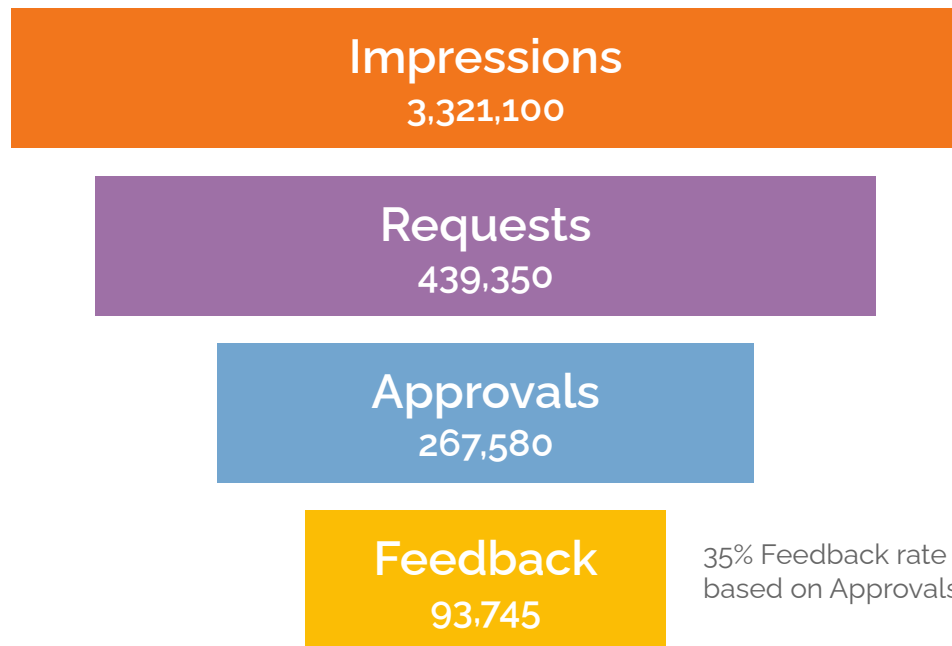 Impressions
3,321,100
Requests
439,350
Approvals
267,580
Feedback
93,745
35% Feedback rate
based on Approvals